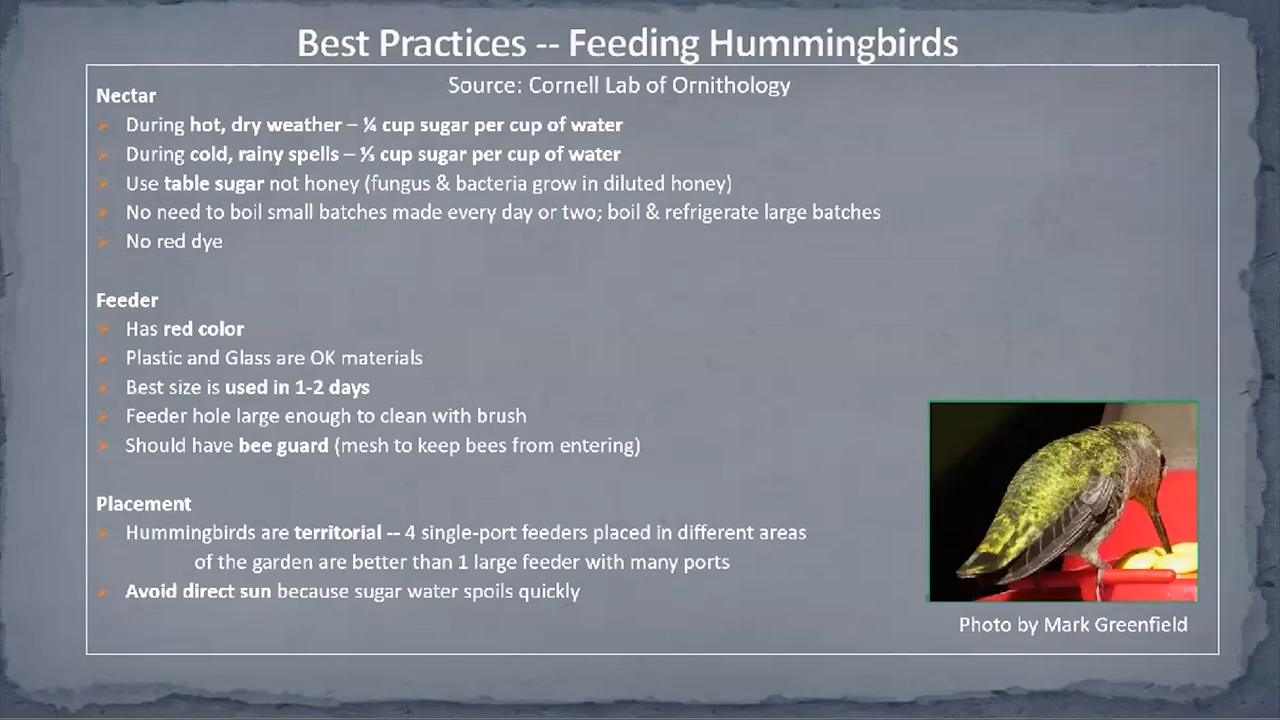 Best Practices -- Feeding Hummingbirds
Source: Cornell Lab of Ornithology
Nectar
During hot, dry weather – ¼ cup sugar per cup of water
During cold, rainy spells – ⅓ cup sugar per cup of water
Use table sugar not honey (fungus & bacteria grow in diluted honey)
No need to boil small batches made every day or two; boil & refrigerate large batches
No red dye
Feeder
Has red color
Plastic and Glass are OK materials
Best size is used in 1-2 days
Feeder hole large enough to clean with brush
Should have bee guard (mesh to keep bees from entering)
Placement
Hummingbirds are territorial -- 4 single-port feeders placed in different areas
of the garden are better than 1 large feeder with many ports
Avoid direct sun because sugar water spoils quickly
Photo by Mark Greenfield